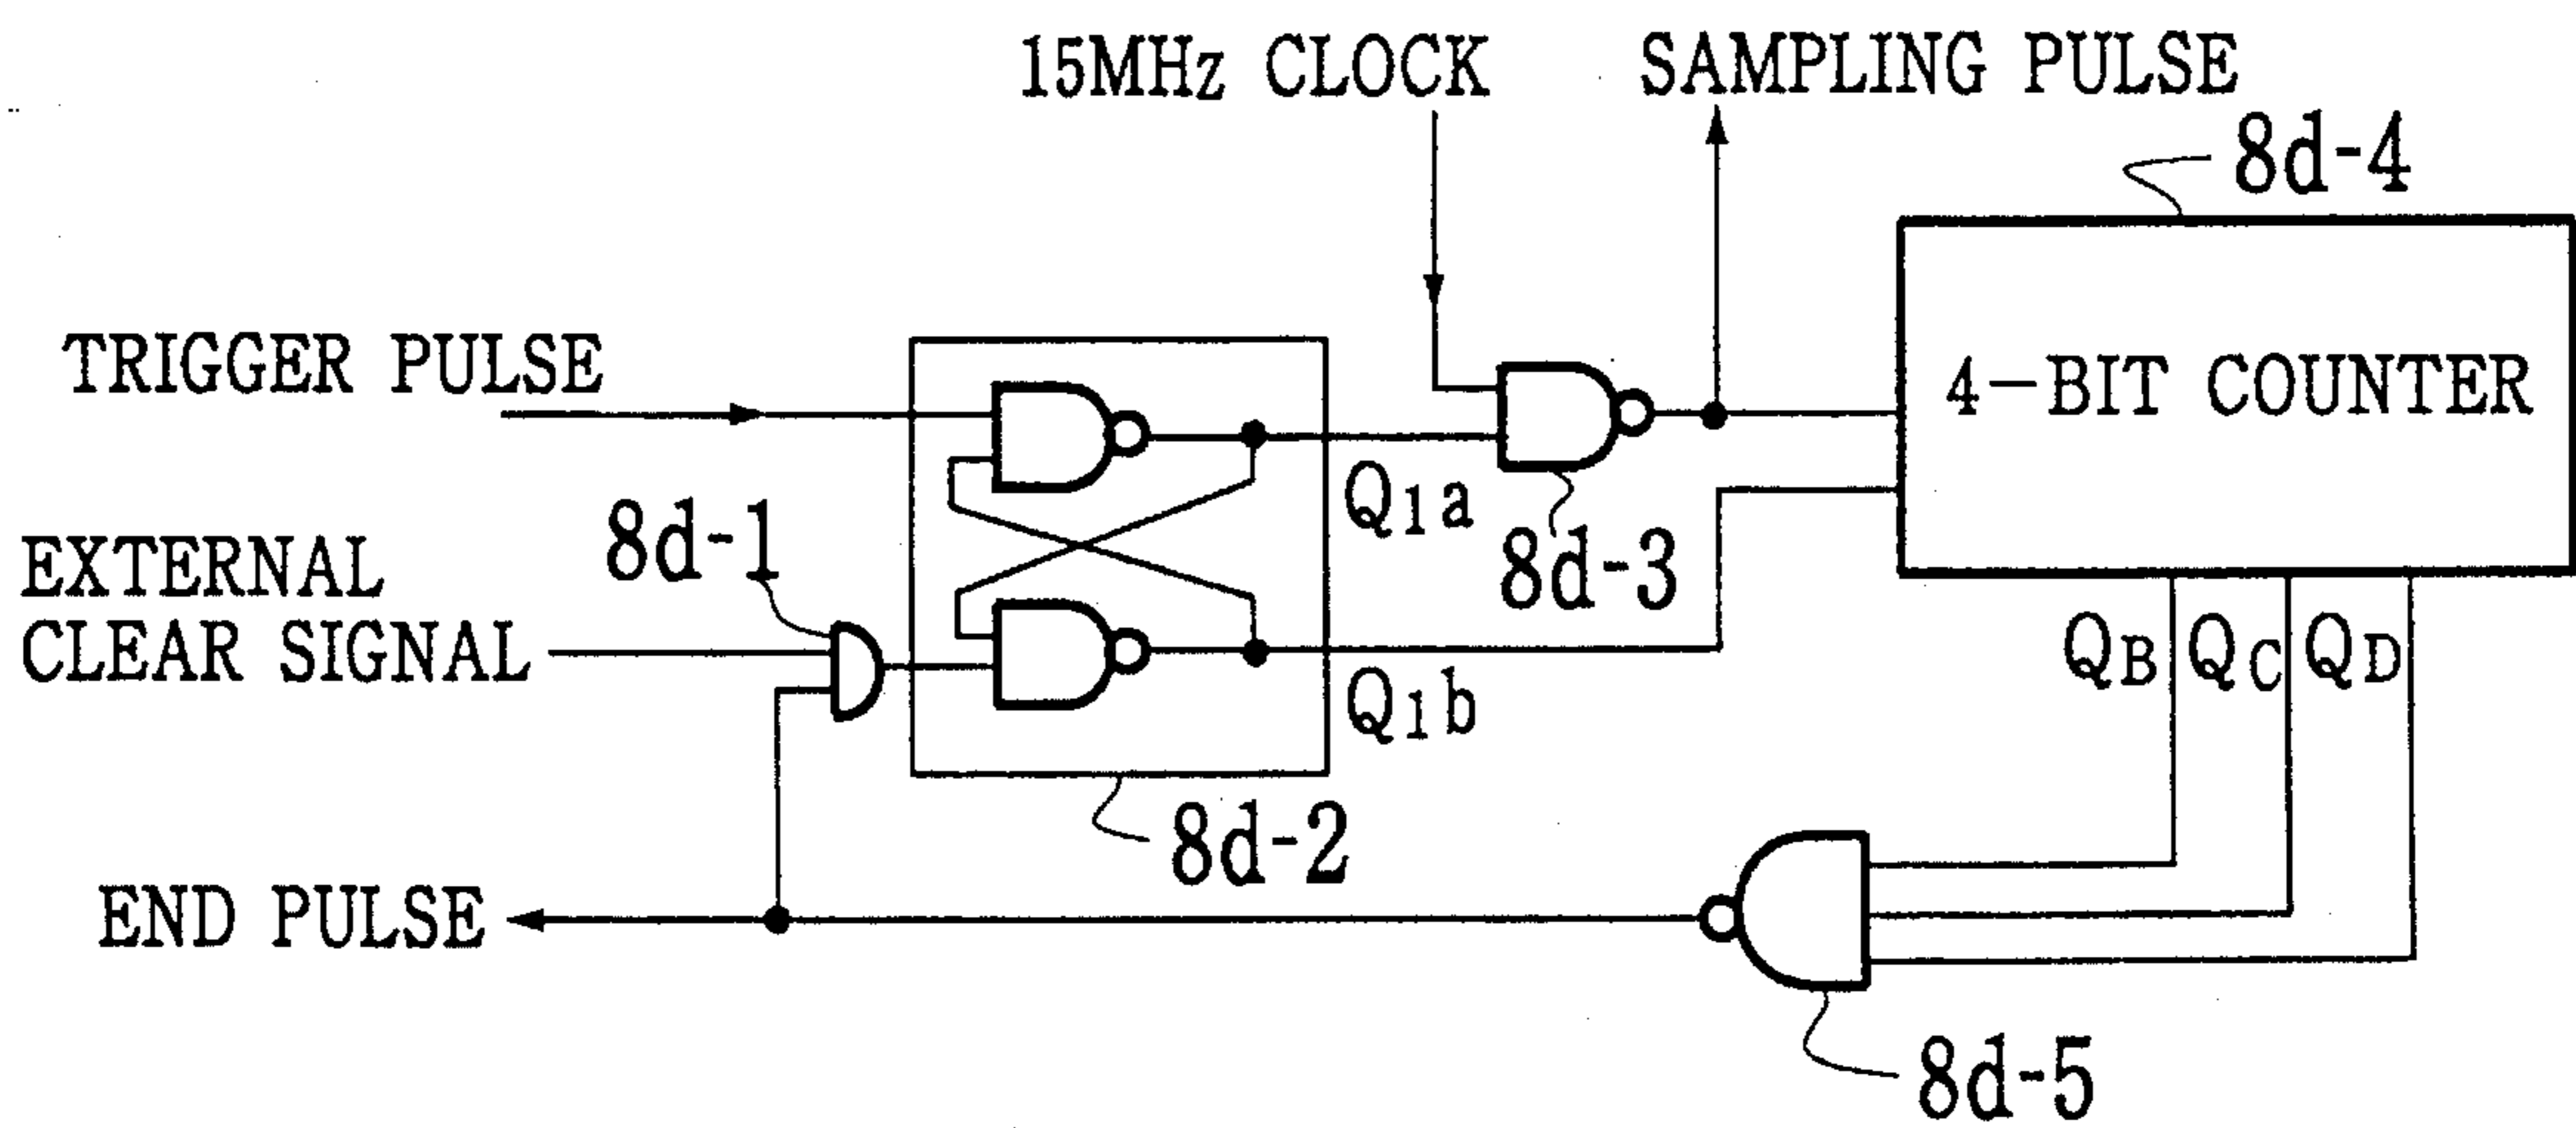 15MHz CLOCK
SAMPLING PULSE
8d-4
TRIGGER PULSE
4-BIT COUNTER
8d-1
Q1a
8d-3
EXTERNAL
CLEAR SIGNAL
Q1b
QB QC QD
8d-2
END PULSE
8d-5